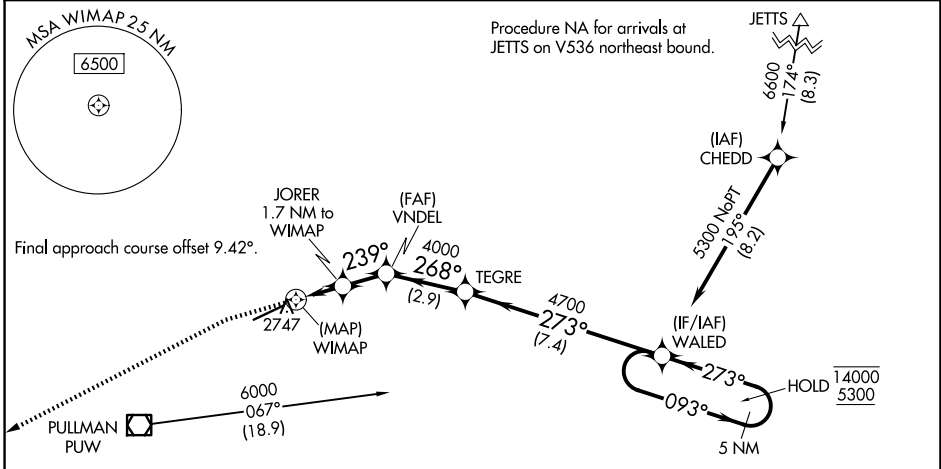 MSA WIMAP 25 NM
6500
Procedure NA for arrivals at
JETTS on V536 northeast bound.
JETTS
6600
174°
(8.3)
(IAF)
CHEDD
5300 NoPT
195°
(8.2)
JORER
1.7 NM to
WIMAP
(FAF)
VNDEL
Final approach course offset 9.42°.
239°
4000
268°
(2.9)
TEGRE
4700
273°
(7.4)
(IF/IAF)
WALED
2747
(MAP)
WIMAP
273°
093°
HOLD
14000
5300
5 NM
6000
067°
(18.9)
PULLMAN
PUW